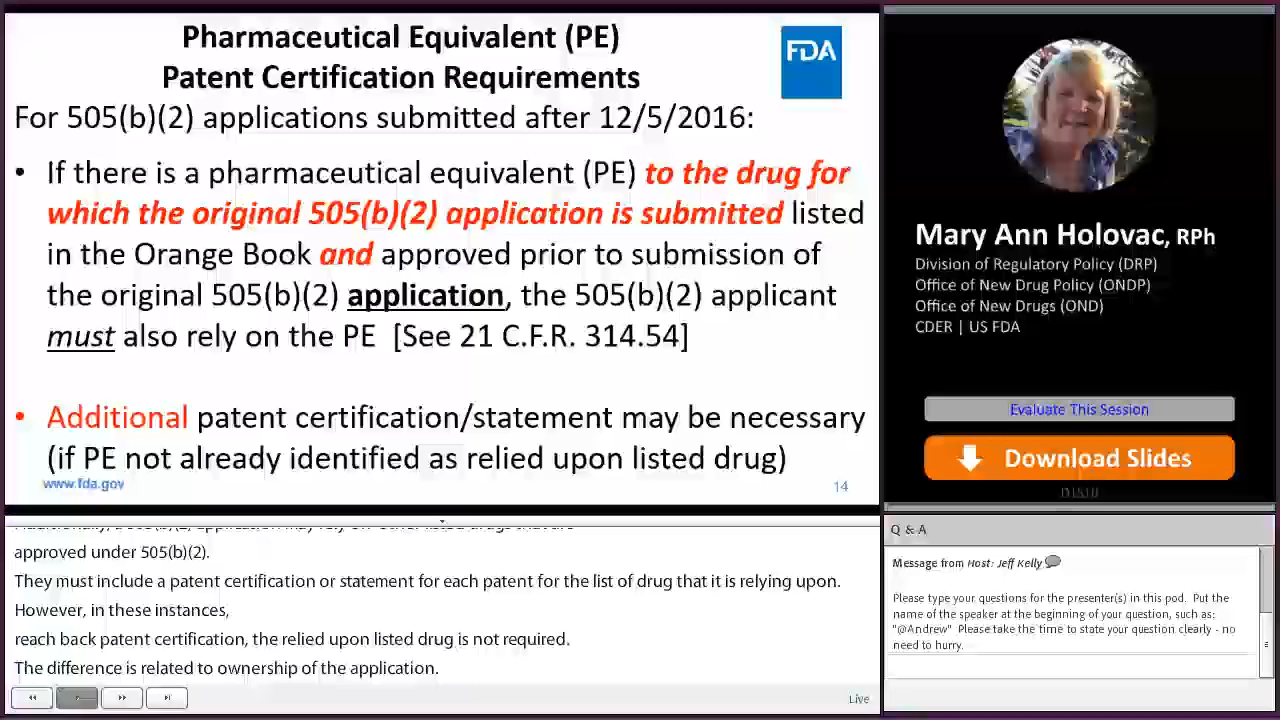 Pharmaceutical Equivalent (PE)
Patent Certification Requirements
FDA
For 505(b)(2) applications submitted after 12/5/2016:
• If there is a pharmaceutical equivalent (PE) to the drug for
which the original 505(b)(2) application is submitted listed
in the Orange Book and approved prior to submission of
the original 505(b)(2) application, the 505(b)(2) applicant
must also rely on the PE [See 21 C.F.R. 314.54]
• Additional patent certification/statement may be necessary
(if PE not already identified as relied upon listed drug)
www.fda.gov
14
approved under 505(b)(2).
They must include a patent certification or statement for each patent for the list of drug that it is relying upon.
However, in these instances,
reach back patent certification, the relied upon listed drug is not required.
The difference is related to ownership of the application.
Live
Mary Ann Holovac, RPh
Division of Regulatory Policy (DRP)
Office of New Drug Policy (ONDP)
Office of New Drugs (OND)
CDER | US FDA
Evaluate This Session
Download Slides
Q & A
Message from Host: Jeff Kelly
Please type your questions for the presenter(s) in this pod. Put the
name of the speaker at the beginning of your question, such as:
"@Andrew" Please take the time to state your question clearly - no
need to hurry.